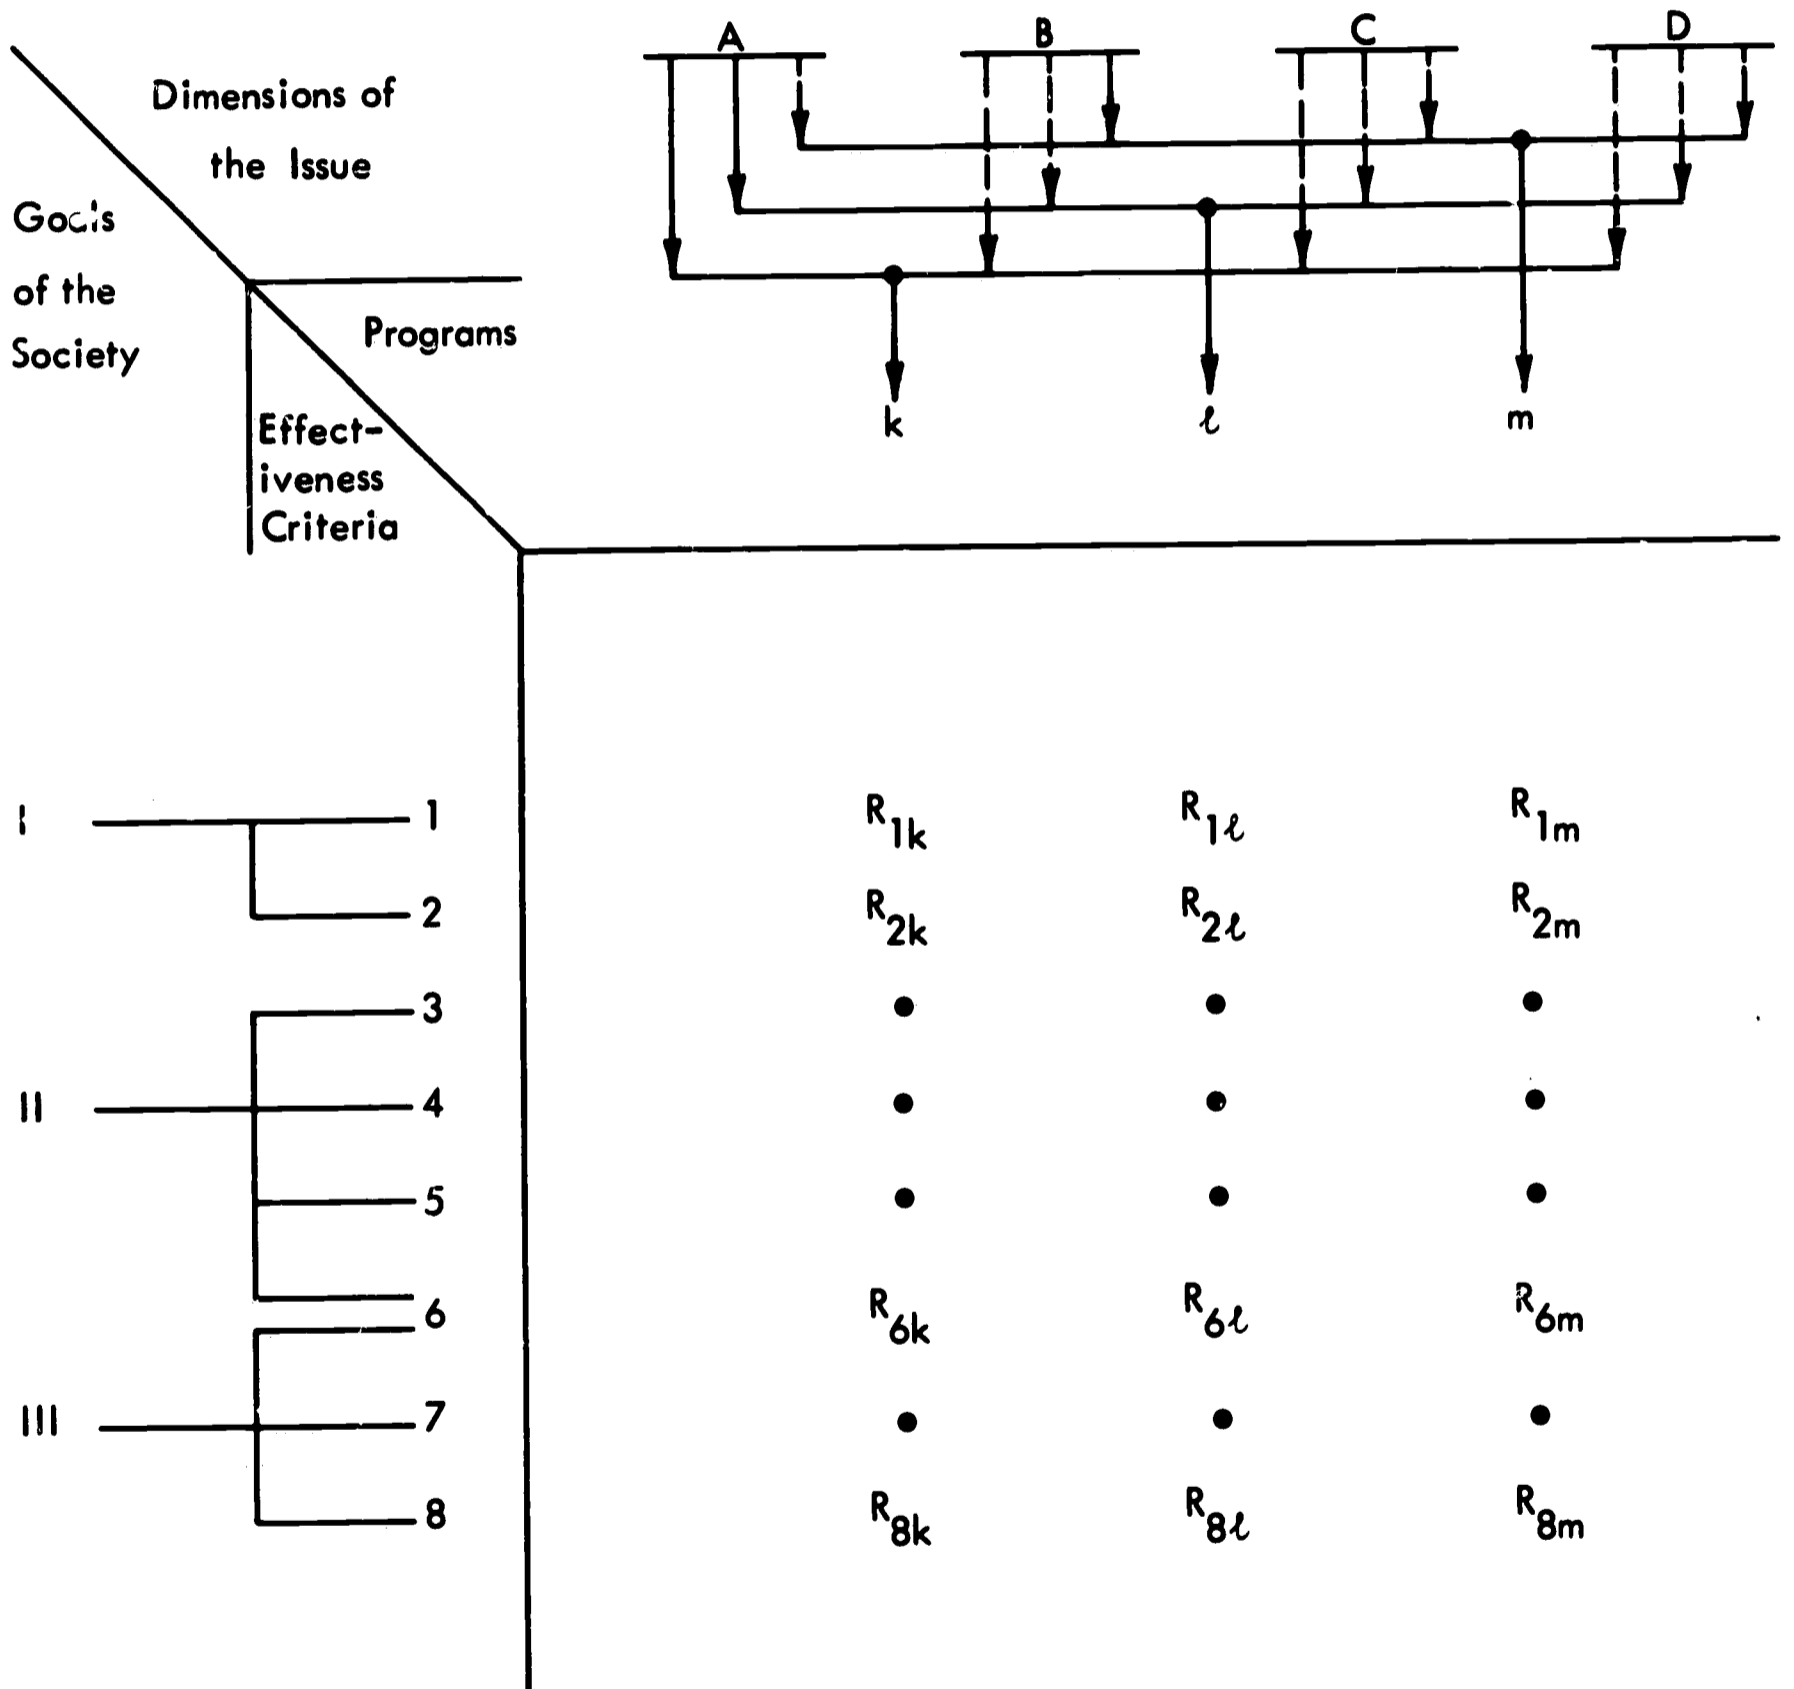 A B C D
Dimensions of
the Issue
Goals
of the
Society
Programs
Effect-
iveness
Criteria
k ℓ m
I
1 R1k R1ℓ R1m
2 R2k R2ℓ R2m
3
II 4
5
6 R6k R6ℓ R6m
III 7
8 R8k R8ℓ R8m